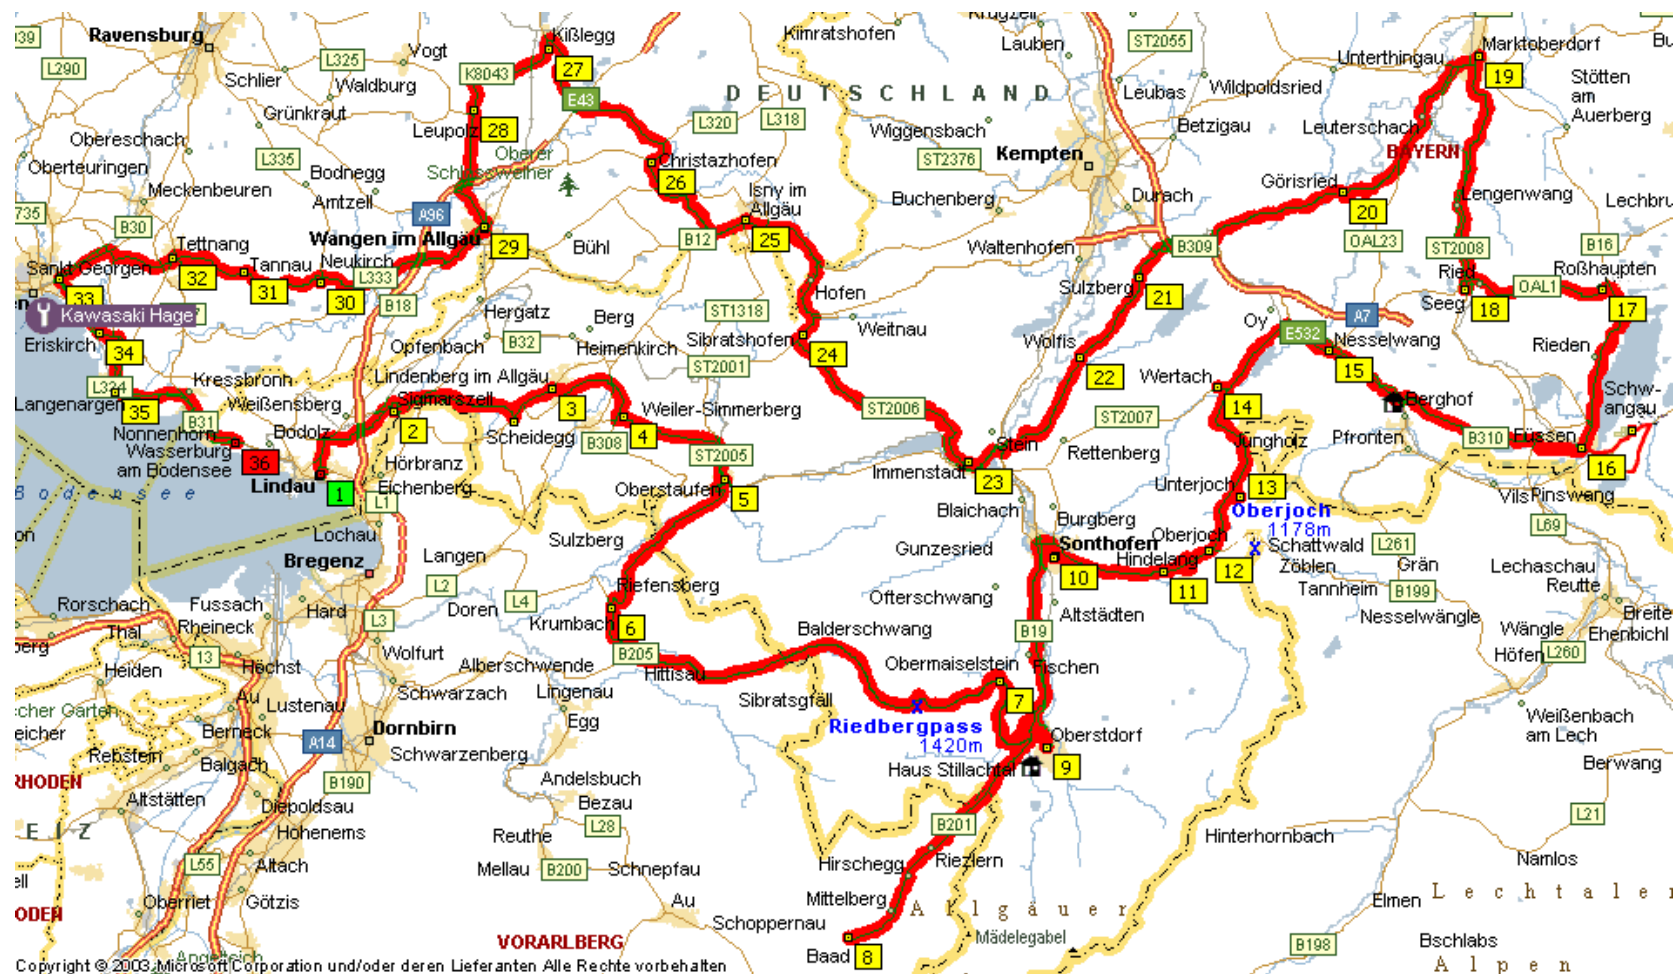 Ravensburg
Vogt
Kißlegg
Kimratshofen
Lauben
ST2055
Unterthingau
Marktoberdorf
L290
Schlier
L325
Waldburg
K8043
27
E43
DEUTSCHLAND
Leubas
Wildpoldsried
19
Stötten
am
Auerberg
Grünkraut
Leupolz
28
L320
L318
Wiggensbach
Betzigau
Leuterschach
Obereschach
Oberteuringen
L335
Bodnegg
Oberer
Christazhofen
ST2376
Kempten
BAYERN
Meckenbeuren
Amtzell
26
Isny im
Allgäu
Buchenberg
Durach
Görisried
Lengenwang
B30
A96
Wangen im Allgäu
29
Bühl
B12
25
Waltenhofen
B309
20
OAL23
ST2008
B16
Tettnang
Sankt Georgen
32
Tannau
31
Neukirch
L333
30
B18
Hofen
Sulzberg
21
Ried
Seeg
18
OAL1
Roßhaupten
17
33
Kawasaki Hage
Eriskirch
34
Hergatz
Berg
ST1318
Weitnau
Oy
E532
A7
Nesselwang
Opfenbach
B32
Heimenkirch
Sibratshofen
24
Wolfis
22
15
Rieden
L324
Langenargen
35
Kressbronn
Lindenberg im Allgäu
ST2001
Wertach
14
Berghof
Schw-
angau
Weißensberg
Sigmarszell
2
3
Scheidegg
Weiler-Simmerberg
4
ST2006
ST2007
B31
Nonnenhorn
Wasserburg
am Bodensee
36
Bodolz
B308
Stein
Rettenberg
Jungholz
Pfronten
B310
Füssen
16
Bodensee
Lindau
1
Hörbranz
Eichenberg
L1
ST2005
Oberstaufen
5
Immenstadt
23
Unterjoch
13
Vils
Pinswang
Lochau
Bregenz
Sulzberg
Blaichach
Burgberg
Oberjoch
1178m
L69
Langen
L2
Gunzesried
Sonthofen
10
Hindelang
11
Oberjoch
12
Schattwald
Zöblen
L261
Grän
Lechaschau
Reutte
Rorschach
Fussach
Hard
Doren
L4
Riefensberg
Krumbach
6
Ofterschwang
Altstädten
Tannheim
B199
Nesselwängle
Thal
Rheineck
L3
Wolfurt
Balderschwang
B19
Wängle
Ehenbichl
Höfen
L260
Heiden
13
Höchst
Alberschwende
B205
Hittisau
Obermaiselstein
Fischen
Au
Schwarzach
Lingenau
Sibratsgfäll
7
Lustenau
Berneck
Egg
Riedbergpass
1420m
Weißenbach
am Lech
Rebstein
A14
Dornbirn
Schwarzenberg
Oberstdorf
9
Haus Stillachtal
Balgach
B190
Andelsbuch
Berwang
Altstätten
Diepoldsau
Bezau
L21
Hohenems
Reuthe
L28
B201
Hinterhornbach
L55
Altach
Mellau
B200
Schnepfau
Hirschegg
Riezlern
Namlos
Oberriet
Götzis
Au
Mittelberg
Elmen
VORARLBERG
Schoppernau
Mädelegabel
B198
Bschlabs
Baad
8
Alpen
Copyright © 2003 Microsoft Corporation und/oder deren Lieferanten Alle Rechte vorbehalten